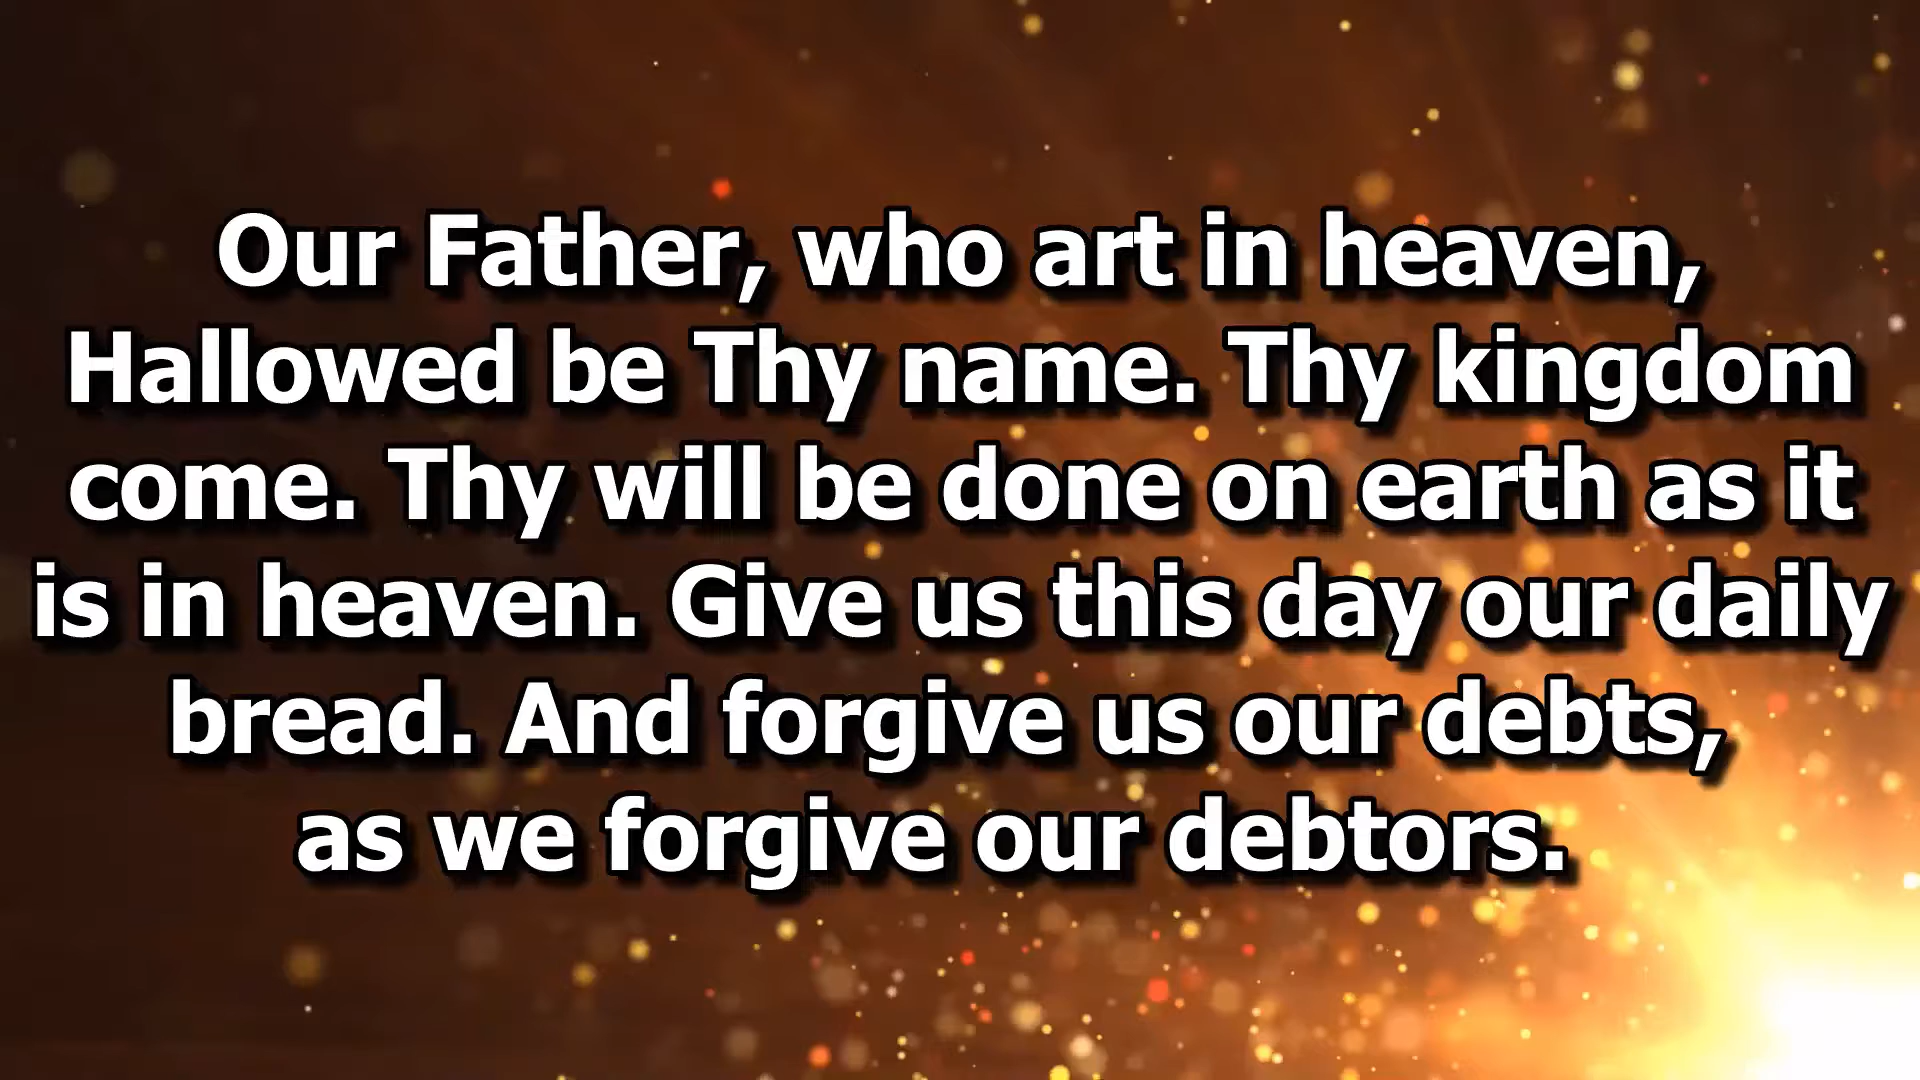 Our Father, who art in heaven,
Hallowed be Thy name. Thy kingdom
come. Thy will be done on earth as it
is in heaven. Give us this day our daily
bread. And forgive us our debts,
as we forgive our debtors.